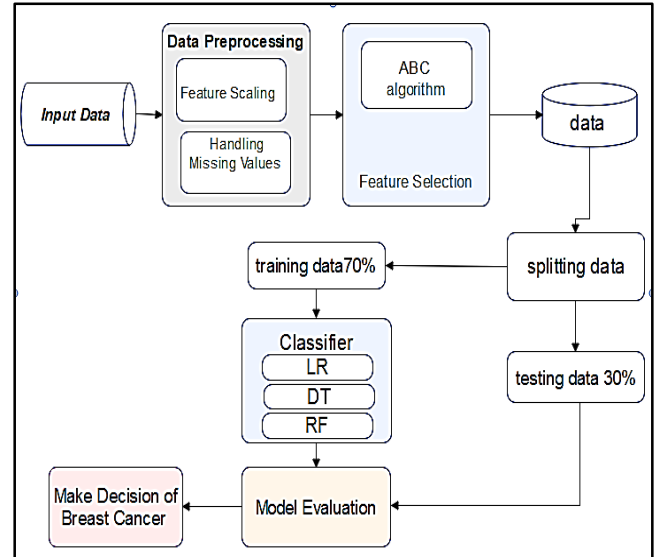 Input Data
Data Preprocessing
Feature Scaling
Handling
Missing Values
ABC
algorithm
Feature Selection
data
splitting data
training data70%
testing data 30%
Classifier
LR
DT
RF
Model Evaluation
Make Decision of
Breast Cancer